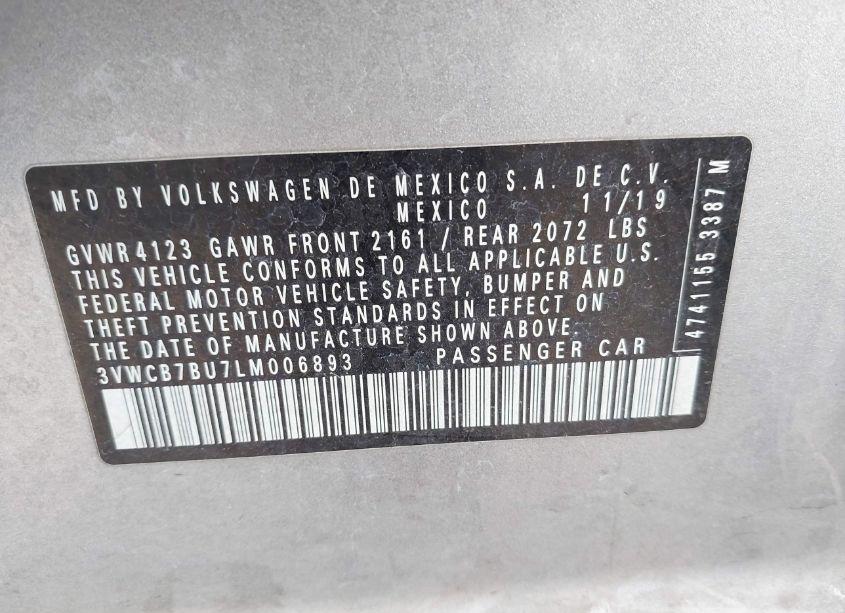 MFD BY VOLKSWAGEN DE MEXICO S.A. DE C.V.
MEXICO 11/19
GVWR 4123 GAWR FRONT 2161 / REAR 2072 LBS
THIS VEHICLE CONFORMS TO ALL APPLICABLE U.S.
FEDERAL MOTOR VEHICLE SAFETY, BUMPER AND
THEFT PREVENTION STANDARDS IN EFFECT ON
THE DATE OF MANUFACTURE SHOWN ABOVE.
3VWCB7BU7LM006893 PASSENGER CAR
4741155 3387 M